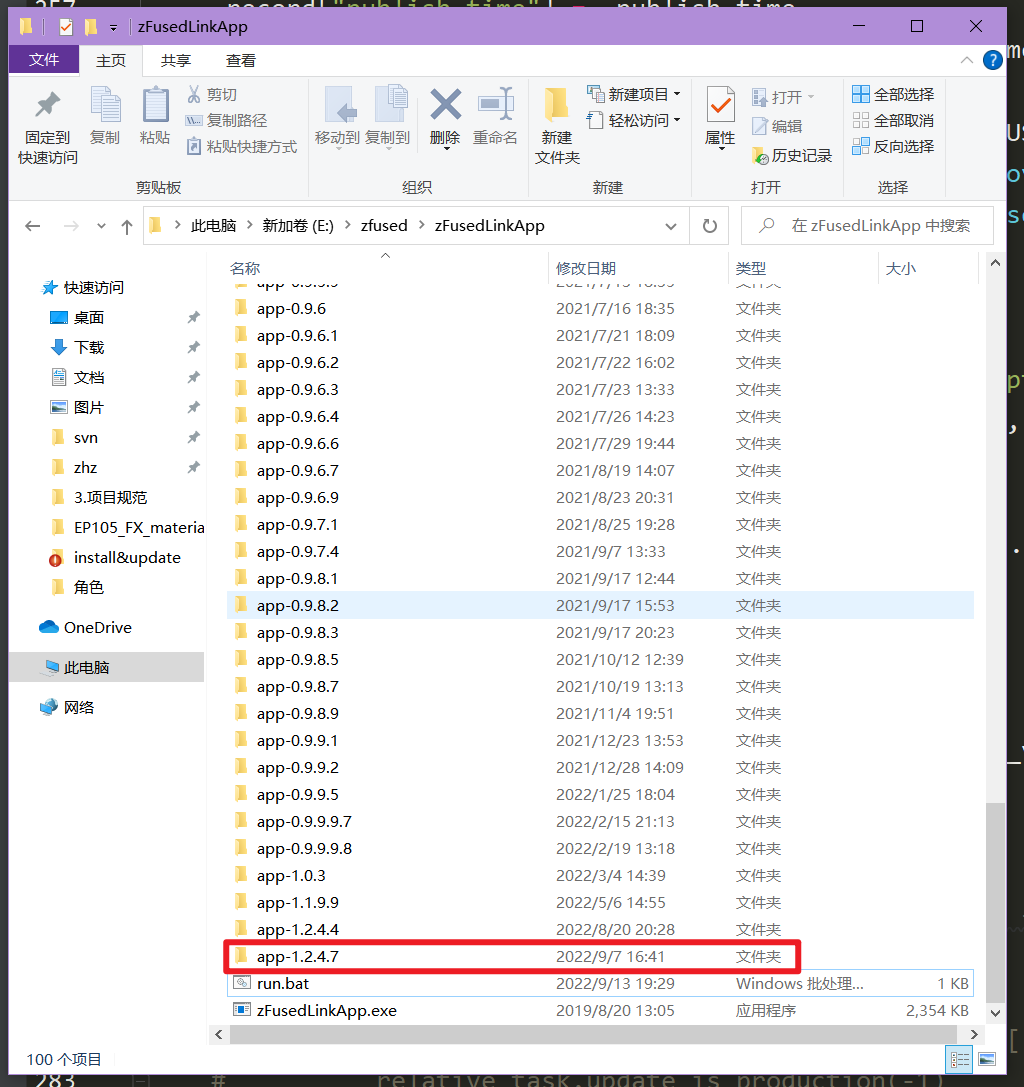 257 record["publish_time"] = publish_time
zFusedLinkApp
文件 主页 共享 查看
固定到快速访问
复制
粘贴
剪切
复制路径
粘贴快捷方式
剪贴板
移动到 复制到 删除 重命名
组织
新建文件夹
新建项目
轻松访问
新建
属性
打开
编辑
历史记录
打开
全部选择
全部取消
反向选择
选择
此电脑 > 新加卷 (E:) > zfused > zFusedLinkApp
在 zFusedLinkApp 中搜索
快速访问
桌面
下载
文档
图片
svn
zhz
3.项目规范
EP105_FX_materia
install&update
角色
OneDrive
此电脑
网络
名称 修改日期 类型 大小
app-0.9.6 2021/7/16 18:35 文件夹
app-0.9.6.1 2021/7/21 18:09 文件夹
app-0.9.6.2 2021/7/22 16:02 文件夹
app-0.9.6.3 2021/7/23 13:33 文件夹
app-0.9.6.4 2021/7/26 14:23 文件夹
app-0.9.6.6 2021/7/29 19:44 文件夹
app-0.9.6.7 2021/8/19 14:07 文件夹
app-0.9.6.9 2021/8/23 20:31 文件夹
app-0.9.7.1 2021/8/25 19:28 文件夹
app-0.9.7.4 2021/9/7 13:33 文件夹
app-0.9.8.1 2021/9/17 12:44 文件夹
app-0.9.8.2 2021/9/17 15:53 文件夹
app-0.9.8.3 2021/9/17 20:23 文件夹
app-0.9.8.5 2021/10/12 12:39 文件夹
app-0.9.8.7 2021/10/19 13:13 文件夹
app-0.9.8.9 2021/11/4 19:51 文件夹
app-0.9.9.1 2021/12/23 13:53 文件夹
app-0.9.9.2 2021/12/28 14:09 文件夹
app-0.9.9.5 2022/1/25 18:04 文件夹
app-0.9.9.9.7 2022/2/15 21:13 文件夹
app-0.9.9.9.8 2022/2/19 13:18 文件夹
app-1.0.3 2022/3/4 14:39 文件夹
app-1.1.9.9 2022/5/6 14:55 文件夹
app-1.2.4.4 2022/8/20 20:28 文件夹
app-1.2.4.7 2022/9/7 16:41 文件夹
run.bat 2022/9/13 19:29 Windows 批处理... 1 KB
zFusedLinkApp.exe 2019/8/20 13:05 应用程序 2,354 KB
100 个项目
283 # relative_task.update_is_production(-1)